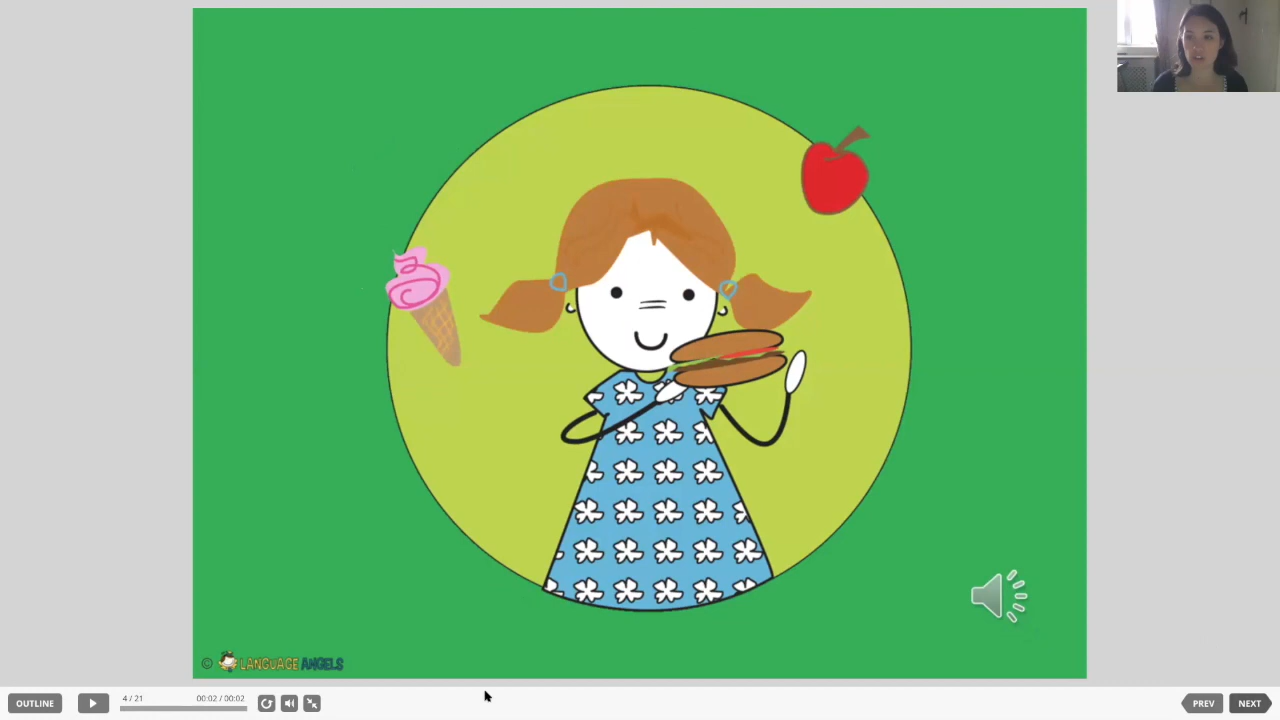 © LANGUAGE ANGELS
OUTLINE
4 / 21
00:02 / 00:02
PREV
NEXT